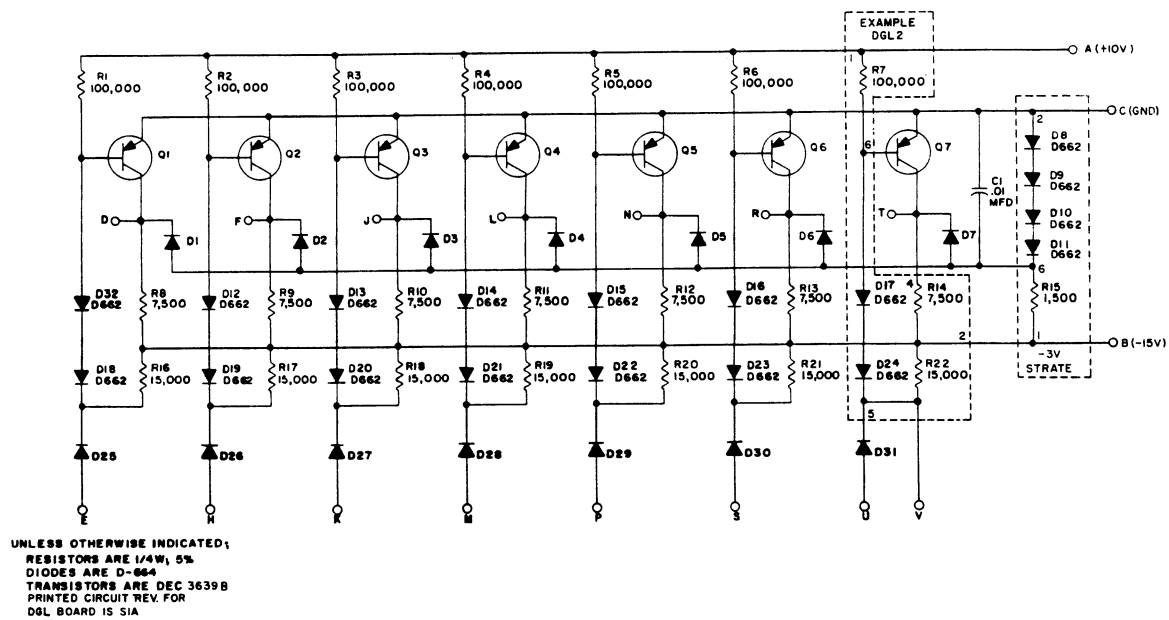 EXAMPLE
DGL2
A (+10V)
R1
100,000
R2
100,000
R3
100,000
R4
100,000
R5
100,000
R6
100,000
R7
100,000
C (GND)
2
Q1
Q2
Q3
Q4
Q5
Q6
6
Q7
C1
.01
MFD
D8
D662
D9
D662
D10
D662
D11
D662
6
D
D1
F
D2
J
D3
L
D4
N
D5
R
D6
T
D7
D32
D662
R8
7,500
D12
D662
R9
7,500
D13
D662
R10
7,500
D14
D662
R11
7,500
D15
D662
R12
7,500
D16
D662
R13
7,500
D17
D662
4
R14
7,500
R15
1,500
2
1
B (-15V)
-3V
STRATE
D18
D662
R16
15,000
D19
D662
R17
15,000
D20
D662
R18
15,000
D21
D662
R19
15,000
D22
D662
R20
15,000
D23
D662
R21
15,000
D24
D662
R22
15,000
5
D25
D26
D27
D28
D29
D30
D31
E
H
K
M
P
S
U
V
UNLESS OTHERWISE INDICATED;
RESISTORS ARE 1/4W; 5%
DIODES ARE D-664
TRANSISTORS ARE DEC 3639B
PRINTED CIRCUIT REV. FOR
DGL BOARD IS SIA